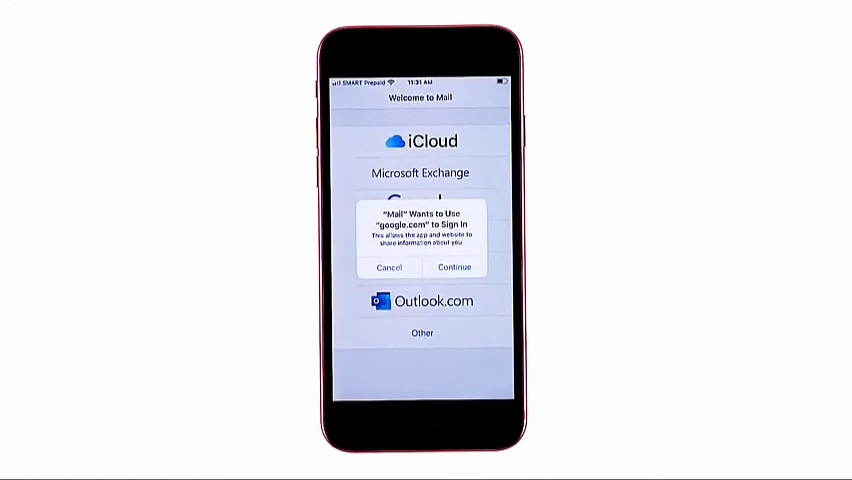 SMART Prepaid 11:31 AM
Welcome to Mail
iCloud
Microsoft Exchange
"Mail" Wants to Use
"google.com" to Sign In
This allows the app and website to
share information about you.
Cancel Continue
Outlook.com
Other